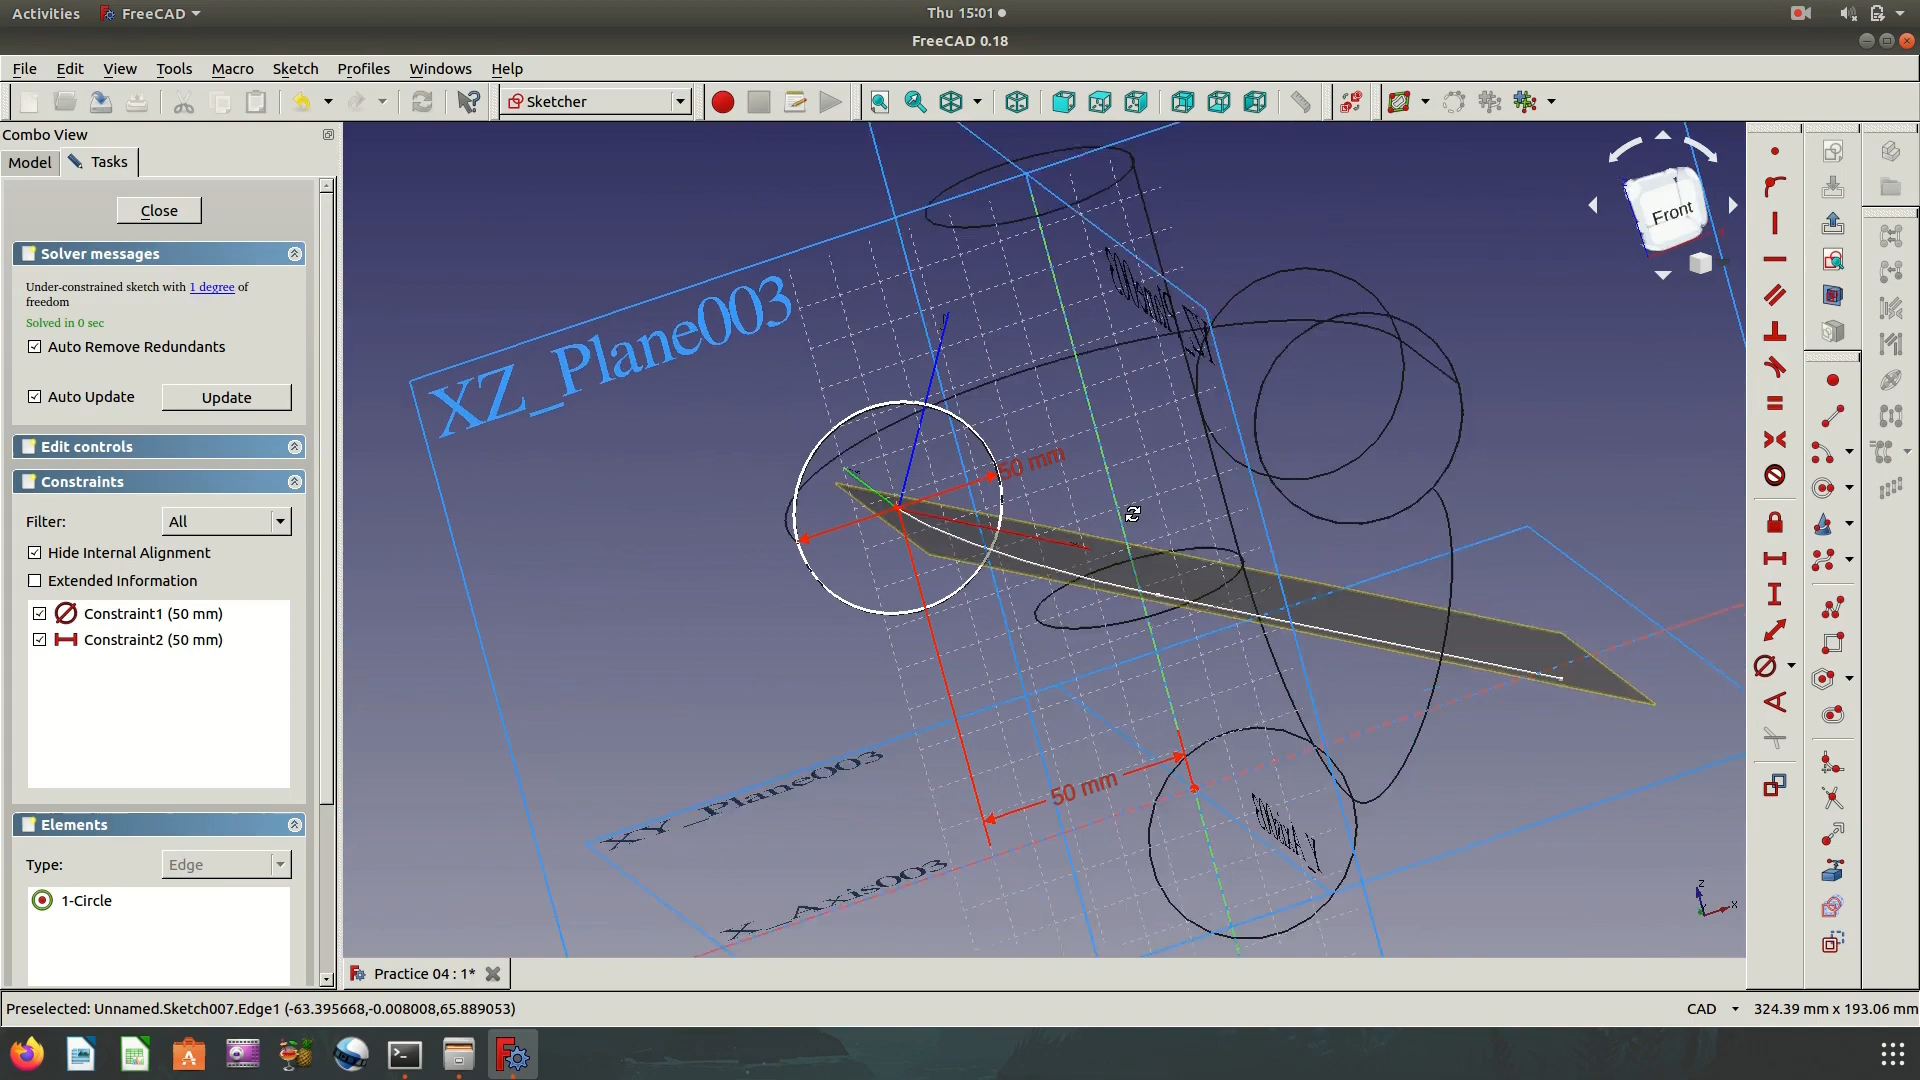 Activities FreeCAD Thu 15:01
FreeCAD 0.18
File Edit View Tools Macro Sketch Profiles Windows Help
Sketcher
Combo View
Model Tasks
Close
Solver messages
Under-constrained sketch with 1 degree of
freedom
Solved in 0 sec
Auto Remove Redundants
Auto Update Update
Edit controls
Constraints
Filter: All
Hide Internal Alignment
Extended Information
Constraint1 (50 mm)
Constraint2 (50 mm)
Elements
Type: Edge
1-Circle
XZ_Plane003
50 mm
50 mm
XY_Plane003
X_Axis003
Front
Z
X
Practice 04 : 1*
Preselected: Unnamed.Sketch007.Edge1 (-63.395668,-0.008008,65.889053)
CAD 324.39 mm x 193.06 mm